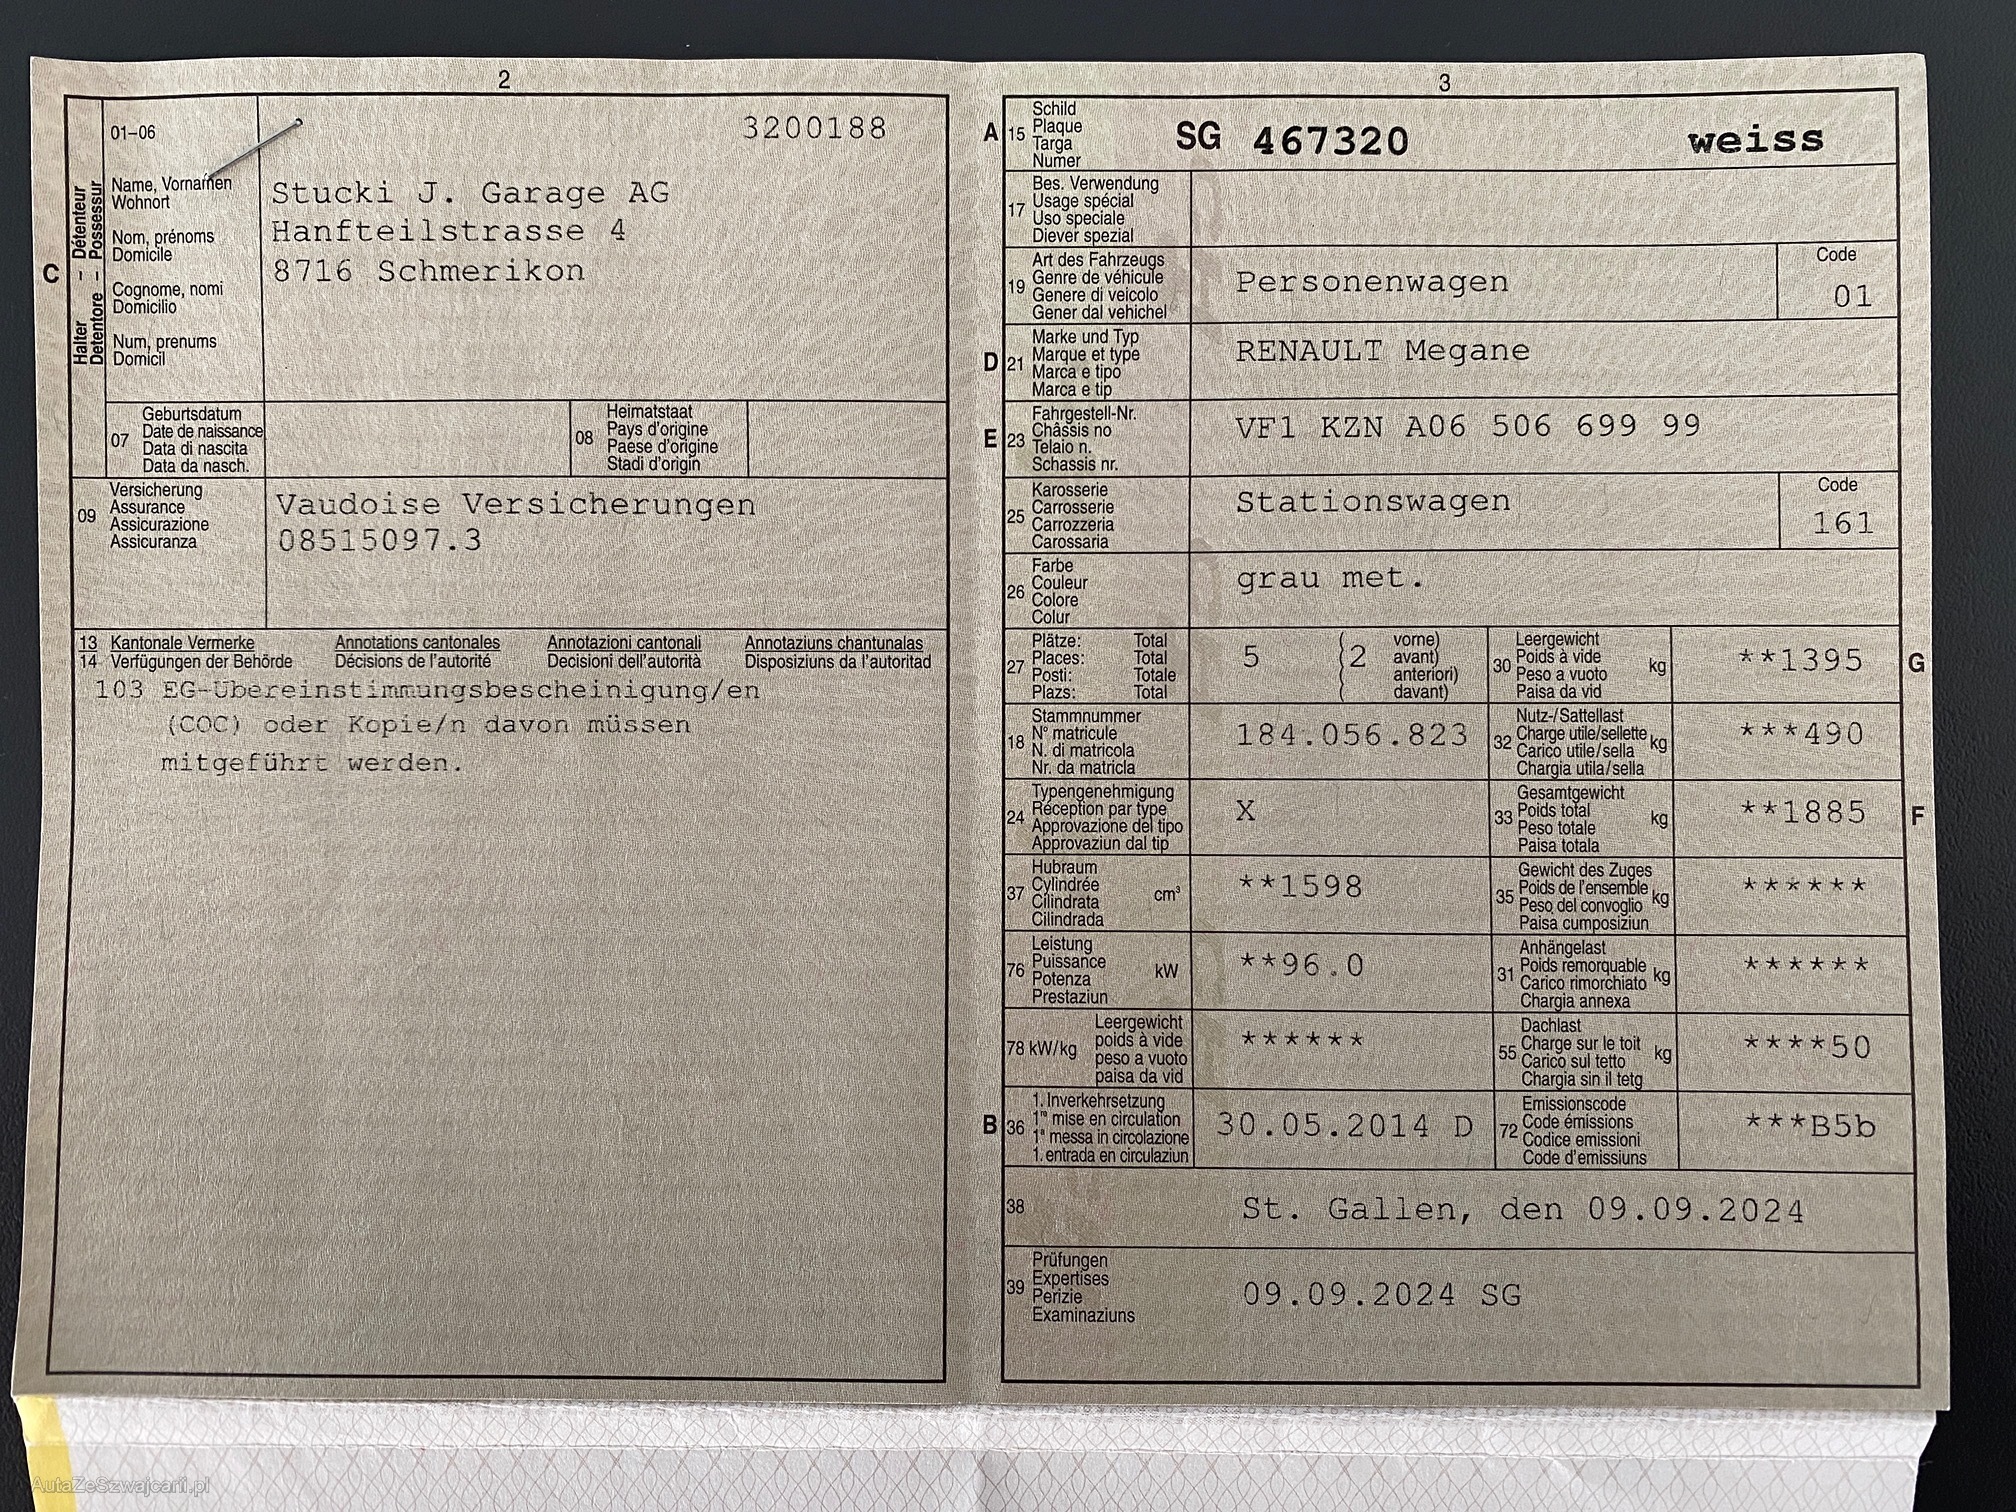 2
01–06
3200188
Name, Vornamen
Wohnort
Nom, prénoms
Domicile
Cognome, nomi
Domicilio
Num, prenums
Domicil
C
Halter – Détenteur
Detentore – Possessur
Stucki J. Garage AG
Hanfteilstrasse 4
8716 Schmerikon
07
Geburtsdatum
Date de naissance
Data di nascita
Data da nasch.
08
Heimatstaat
Pays d'origine
Paese d'origine
Stadi d'origin
09
Versicherung
Assurance
Assicurazione
Assicuranza
Vaudoise Versicherungen
08515097.3
13 Kantonale Vermerke Annotations cantonales Annotazioni cantonali Annotaziuns chantunalas
14 Verfügungen der Behörde Décisions de l'autorité Decisioni dell'autorità Disposiziuns da l'autoritad
103 EG-Übereinstimmungsbescheinigung/en
(COC) oder Kopie/n davon müssen
mitgeführt werden.
3
A 15
Schild
Plaque
Targa
Numer
SG 467320 weiss
17
Bes. Verwendung
Usage spécial
Uso speciale
Diever spezial
19
Art des Fahrzeugs
Genre de véhicule
Genere di veicolo
Gener dal vehichel
Personenwagen
Code
01
D 21
Marke und Typ
Marque et type
Marca e tipo
Marca e tip
RENAULT Megane
E 23
Fahrgestell-Nr.
Châssis no
Telaio n.
Schassis nr.
VF1 KZN A06 506 699 99
25
Karosserie
Carrosserie
Carrozzeria
Carossaria
Stationswagen
Code
161
26
Farbe
Couleur
Colore
Colur
grau met.
27
Plätze: Total
Places: Total
Posti: Totale
Plazs: Total
5
(2
( vorne)
( avant)
( anteriori)
( davant)
30
Leergewicht
Poids à vide
Peso a vuoto
Paisa da vid
kg
**1395
G
18
Stammnummer
N° matricule
N. di matricola
Nr. da matricla
184.056.823
32
Nutz-/Sattellast
Charge utile/sellette
Carico utile/sella
Chargia utila/sella
kg
***490
24
Typengenehmigung
Réception par type
Approvazione del tipo
Approvaziun dal tip
X
33
Gesamtgewicht
Poids total
Peso totale
Paisa totala
kg
**1885
F
37
Hubraum
Cylindrée
Cilindrata
Cilindrada
cm³
**1598
35
Gewicht des Zuges
Poids de l'ensemble
Peso del convoglio
Paisa cumposiziun
kg
******
76
Leistung
Puissance
Potenza
Prestaziun
kW
**96.0
31
Anhängelast
Poids remorquable
Carico rimorchiato
Chargia annexa
kg
******
78 kW/kg
Leergewicht
poids à vide
peso a vuoto
paisa da vid
******
55
Dachlast
Charge sur le toit
Carico sul tetto
Chargia sin il tetg
kg
****50
B 36
1. Inverkehrsetzung
1re mise en circulation
1a messa in circolazione
1. entrada en circulaziun
30.05.2014 D
72
Emissionscode
Code émissions
Codice emissioni
Code d'emissiuns
***B5b
38
St. Gallen, den 09.09.2024
39
Prüfungen
Expertises
Perizie
Examinaziuns
09.09.2024 SG
AutaZeSzwajcarii.pl